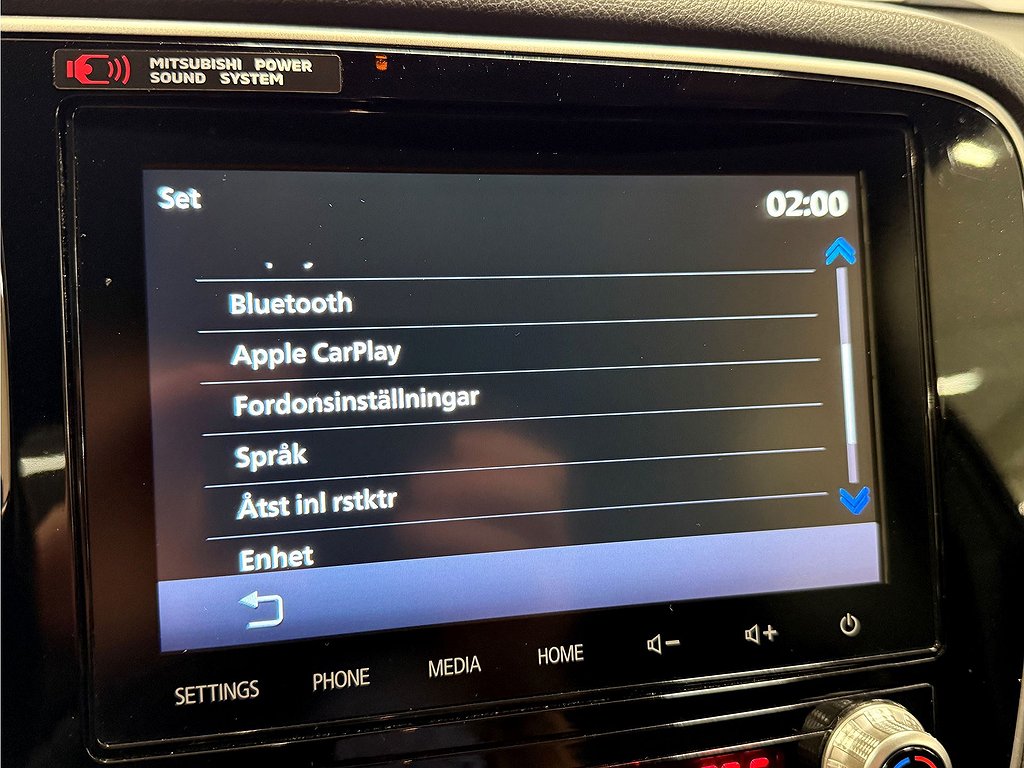 MITSUBISHI POWER
SOUND SYSTEM
Set
02:00
Bluetooth
Apple CarPlay
Fordonsinställningar
Språk
Åtst inl rstktr
Enhet
SETTINGS
PHONE
MEDIA
HOME